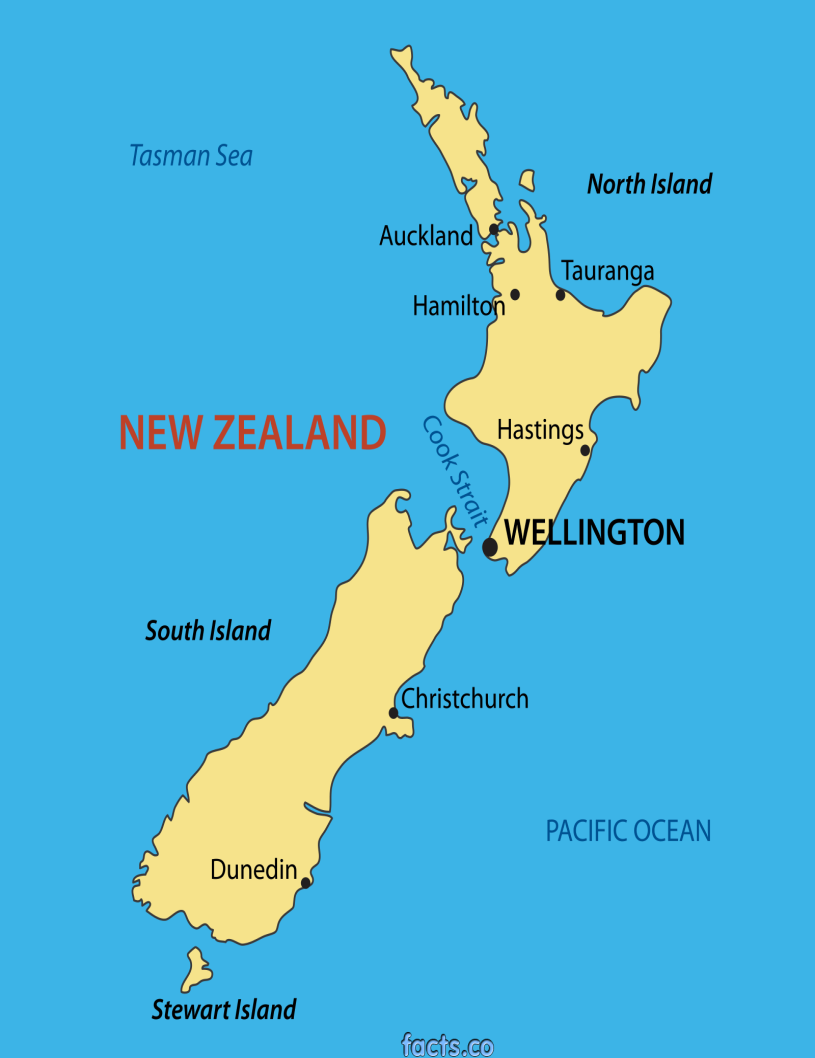 Tasman Sea
North Island
Auckland
Tauranga
Hamilton
NEW ZEALAND
Cook Strait
Hastings
WELLINGTON
South Island
Christchurch
PACIFIC OCEAN
Dunedin
Stewart Island
facts.co